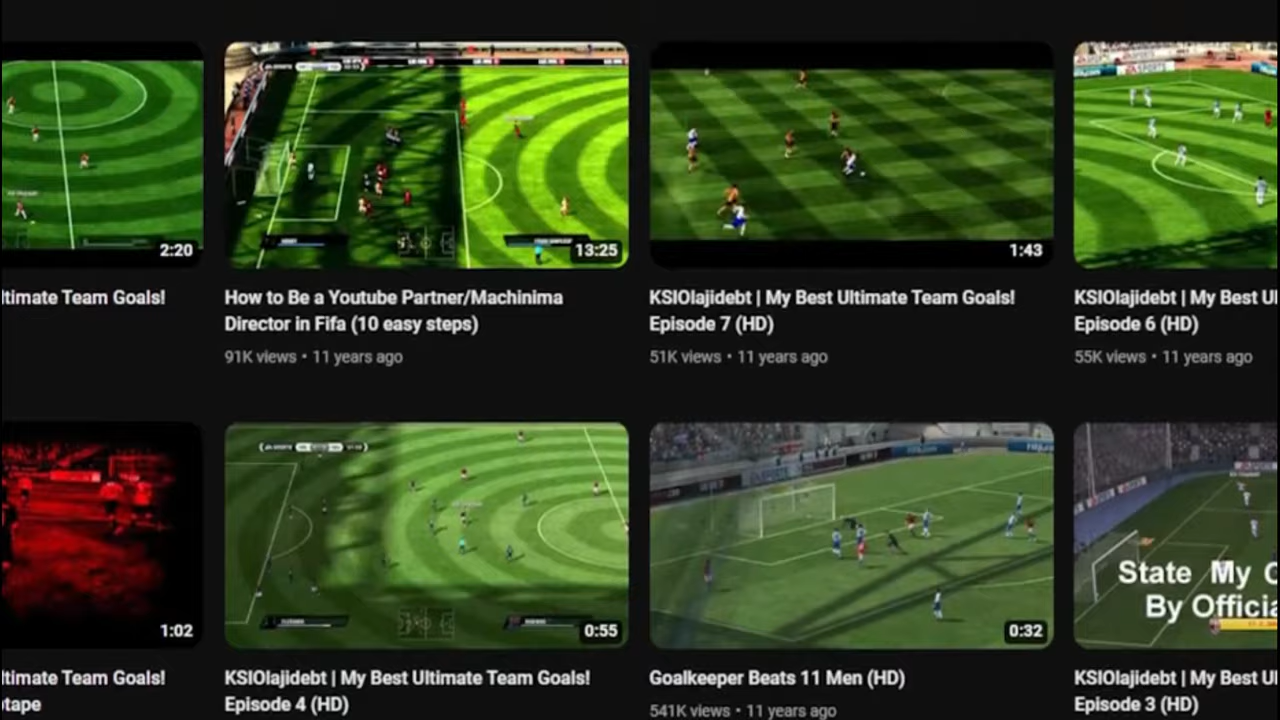 2:20
13:25
1:43
ltimate Team Goals!
How to Be a Youtube Partner/Machinima
Director in Fifa (10 easy steps)
91K views • 11 years ago
KSIOlajidebt | My Best Ultimate Team Goals!
Episode 7 (HD)
51K views • 11 years ago
KSIOlajidebt | My Best Ul
Episode 6 (HD)
55K views • 11 years ago
1:02
0:55
0:32
State My
By Officia
ltimate Team Goals!
otape
KSIOlajidebt | My Best Ultimate Team Goals!
Episode 4 (HD)
Goalkeeper Beats 11 Men (HD)
541K views • 11 years ago
KSIOlajidebt | My Best Ul
Episode 3 (HD)